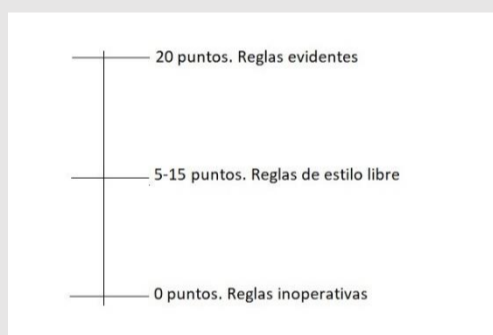 20 puntos. Reglas evidentes
5-15 puntos. Reglas de estilo libre
0 puntos. Reglas inoperativas